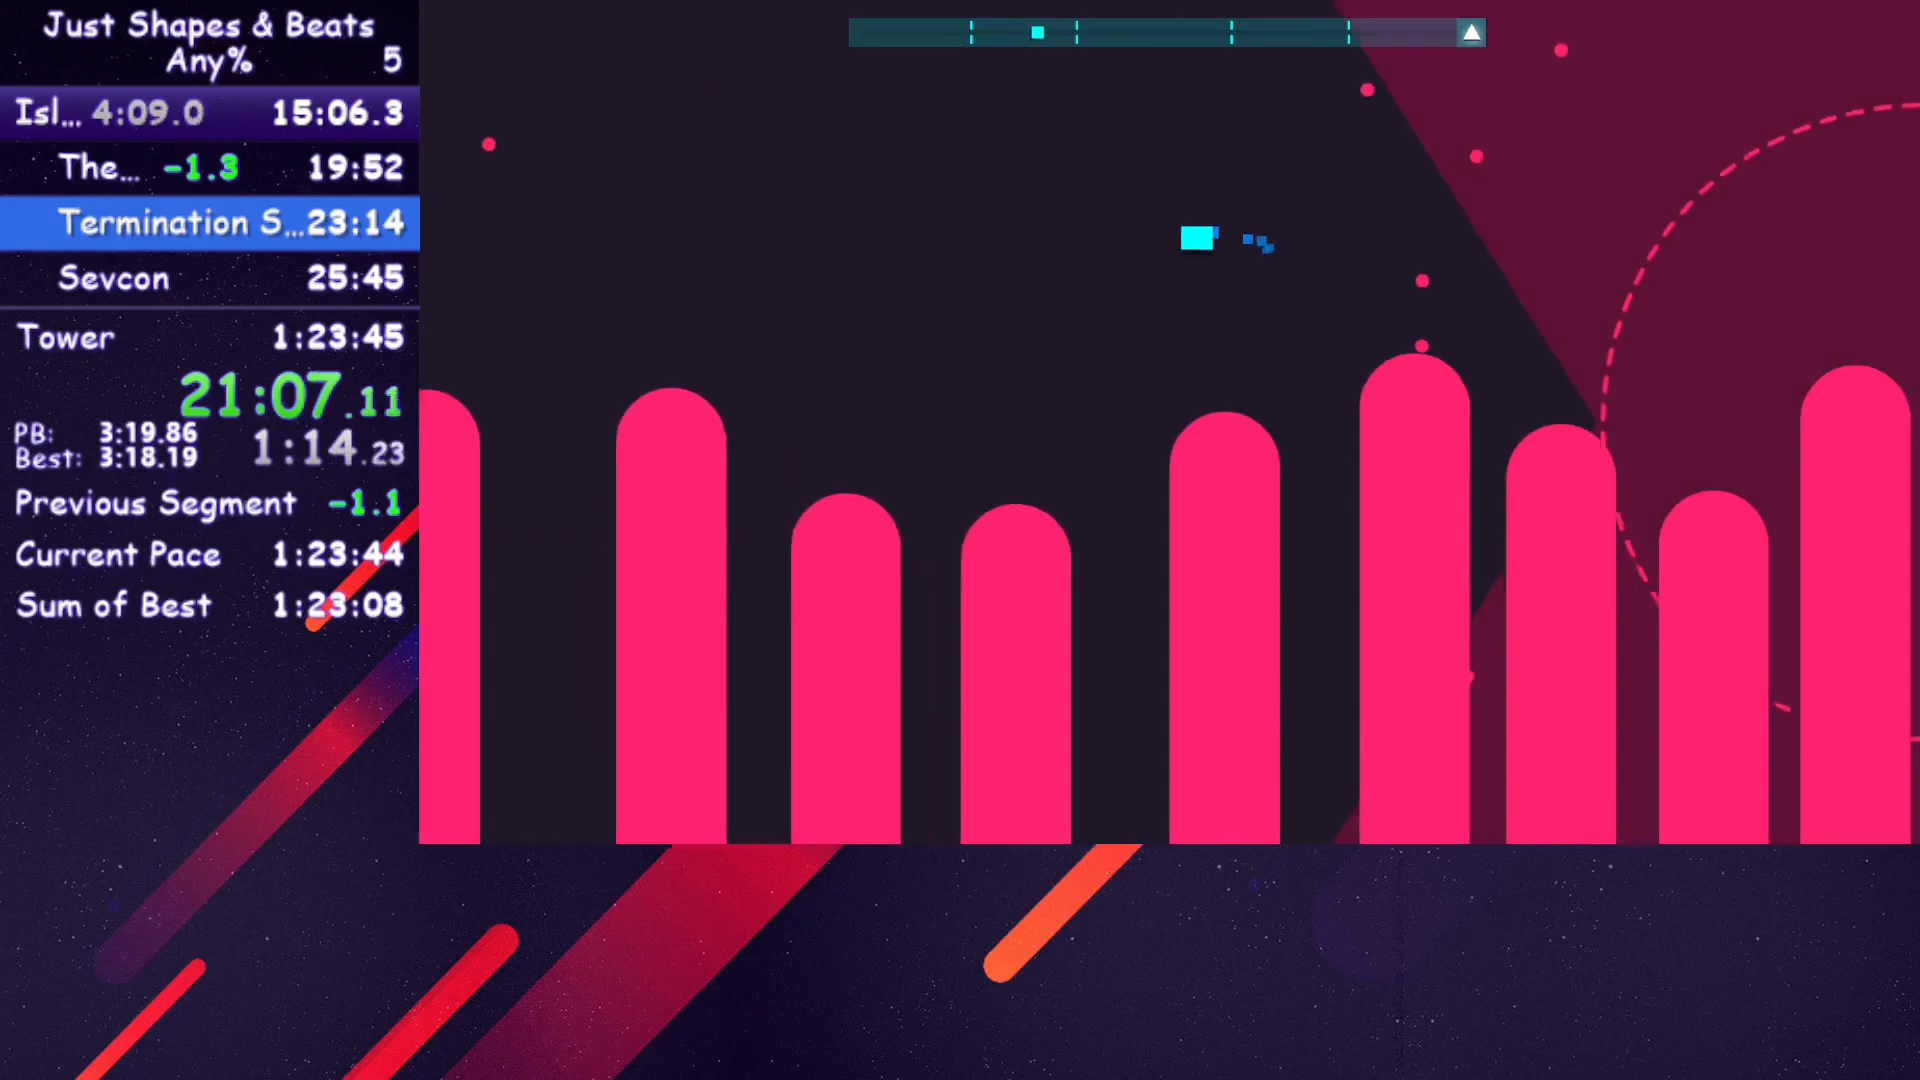 Just Shapes & Beats
Any% 5
Isl... 4:09.0 15:06.3
The... -1.3 19:52
Termination S... 23:14
Sevcon 25:45
Tower 1:23:45
21:07.11
PB: 3:19.86
Best: 3:18.19 1:14.23
Previous Segment -1.1
Current Pace 1:23:44
Sum of Best 1:23:08